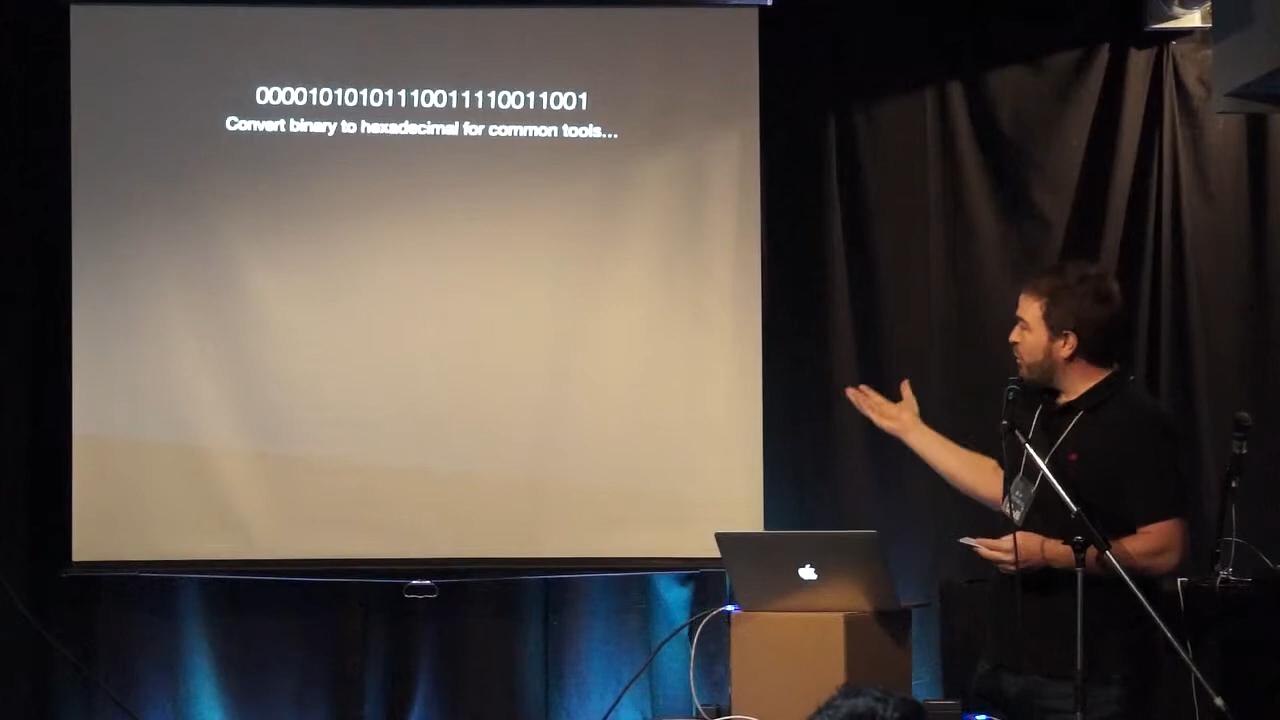 00001010101110011110011001
Convert binary to hexadecimal for common tools...